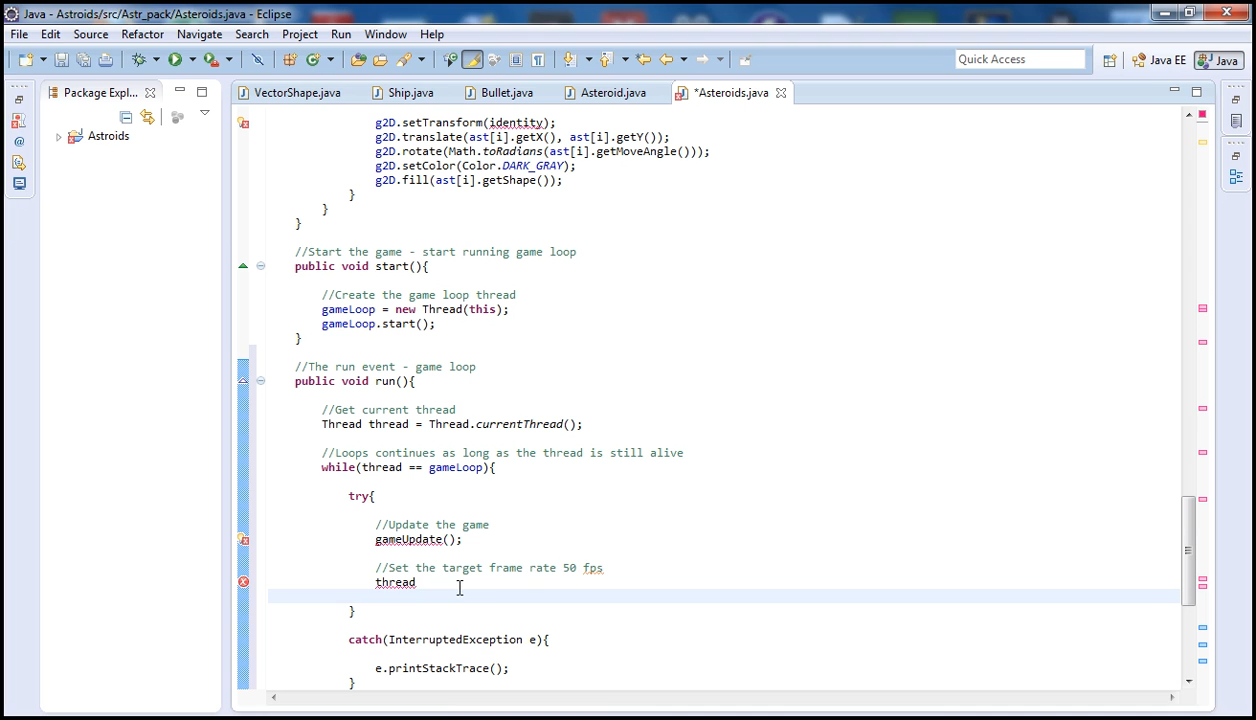 Java - Astroids/src/Astr_pack/Asteroids.java - Eclipse
File Edit Source Refactor Navigate Search Project Run Window Help
Quick Access Java EE Java
Package Expl... VectorShape.java Ship.java Bullet.java Asteroid.java *Asteroids.java
Astroids
g2D.setTransform(identity);
g2D.translate(ast[i].getX(), ast[i].getY());
g2D.rotate(Math.toRadians(ast[i].getMoveAngle()));
g2D.setColor(Color.DARK_GRAY);
g2D.fill(ast[i].getShape());
}
}
}
//Start the game - start running game loop
public void start(){
//Create the game loop thread
gameLoop = new Thread(this);
gameLoop.start();
}
//The run event - game loop
public void run(){
//Get current thread
Thread thread = Thread.currentThread();
//Loops continues as long as the thread is still alive
while(thread == gameLoop){
try{
//Update the game
gameUpdate();
//Set the target frame rate 50 fps
thread
}
catch(InterruptedException e){
e.printStackTrace();
}